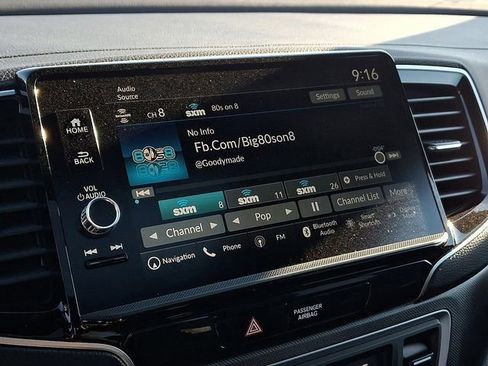 Audio
Source
9:16
CH 8 sxm 80s on 8
Settings
Sound
HOME
BACK
No Info
Fb.Com/Big80son8
@Goodymade
VOL
AUDIO
sxm 8
sxm 11
sxm 26
Press & Hold
Channel
Pop
Channel List
More
Navigation
Phone
FM
Bluetooth
Audio
Smart
Shortcuts
PASSENGER
AIRBAG